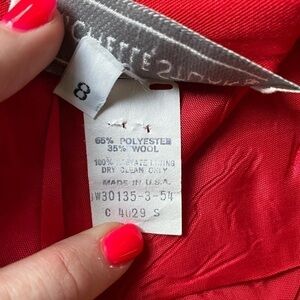 8
65% POLYESTER
35% WOOL
100% ACETATE LINING
DRY CLEAN ONLY
MADE IN U.S.A.
W30135-3-54
C 4029 S